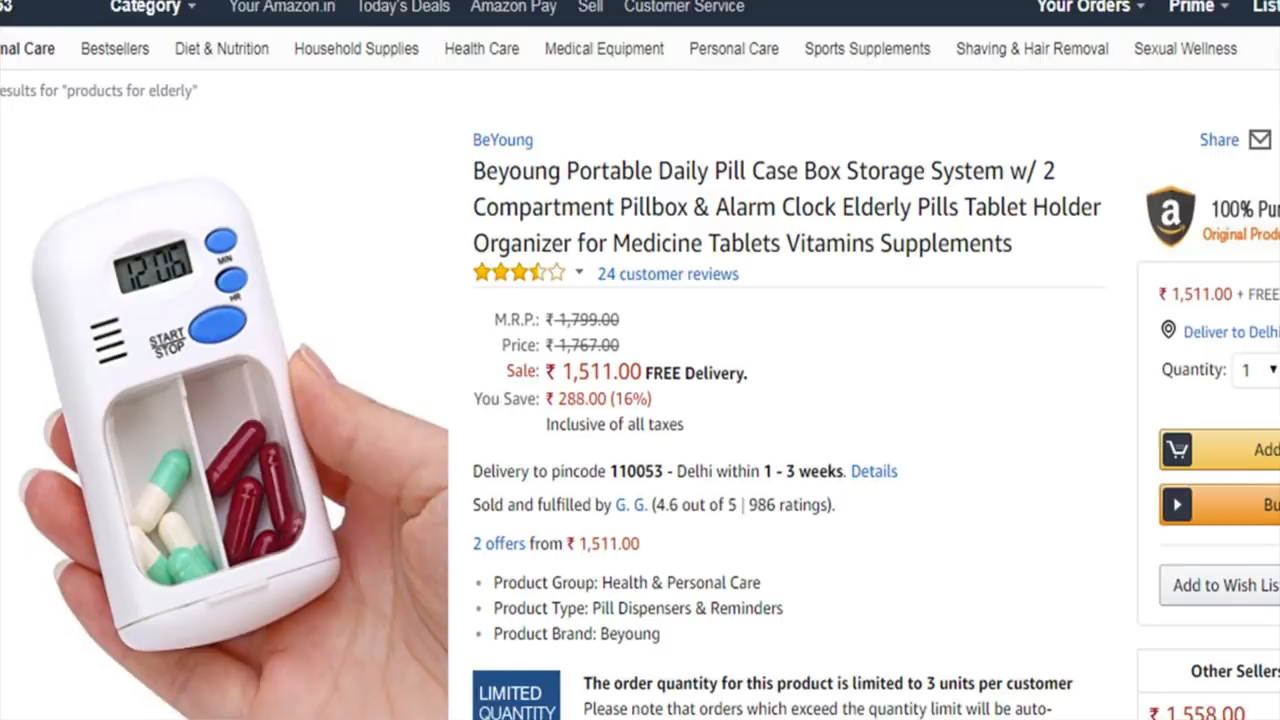 Category Your Amazon.in Today's Deals Amazon Pay Sell Customer Service Your Orders Prime
Care Bestsellers Diet & Nutrition Household Supplies Health Care Medical Equipment Personal Care Sports Supplements Shaving & Hair Removal Sexual Wellness
for "products for elderly"
BeYoung
Share
Beyoung Portable Daily Pill Case Box Storage System w/ 2
Compartment Pillbox & Alarm Clock Elderly Pills Tablet Holder
Organizer for Medicine Tablets Vitamins Supplements
24 customer reviews
a 100%
Original
12:06
MIN
HR
START
STOP
M.R.P.: ₹ 1,799.00
Price: ₹ 1,767.00
Sale: ₹ 1,511.00 FREE Delivery.
You Save: ₹ 288.00 (16%)
Inclusive of all taxes
Delivery to pincode 110053 - Delhi within 1 - 3 weeks. Details
Sold and fulfilled by G. G. (4.6 out of 5 | 986 ratings).
2 offers from ₹ 1,511.00
Product Group: Health & Personal Care
Product Type: Pill Dispensers & Reminders
Product Brand: Beyoung
LIMITED
QUANTITY
The order quantity for this product is limited to 3 units per customer
Please note that orders which exceed the quantity limit will be auto-
₹ 1,511.00 + FREE
Deliver to
Quantity: 1
Add
Add to Wish
Other
₹ 1,558.00